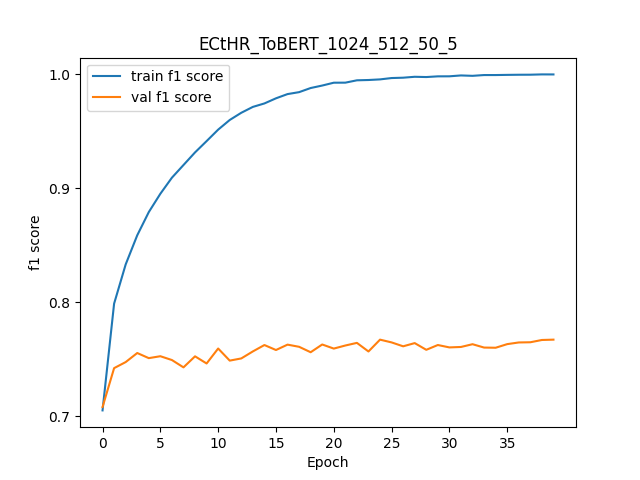 ECtHR_ToBERT_1024_512_50_5
train f1 score
val f1 score
f1 score
1.0
0.9
0.8
0.7
0 5 10 15 20 25 30 35
Epoch